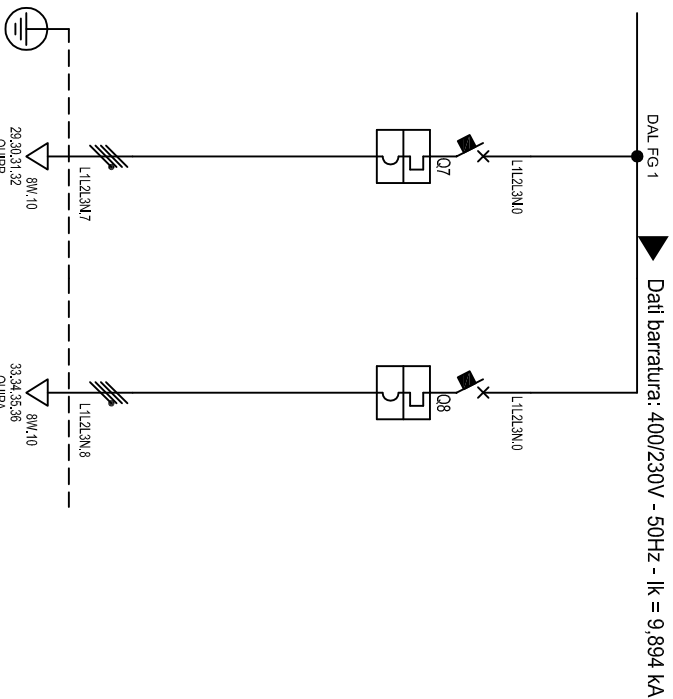 DAL FG 1
Dati barratura: 400/230V - 50Hz - Ik = 9,894 kA
L1L2L3N.0
Q7
L1L2L3N.7
8W.10
29.30.31.32
L1L2L3N.0
Q8
L1L2L3N.8
8W.10
33.34.35.36